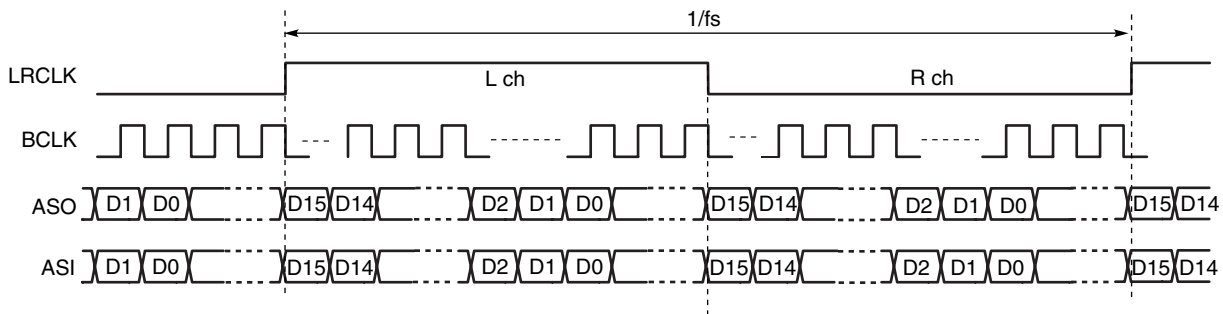 1/fs
LRCLK L ch R ch
BCLK
ASO D1 D0 D15 D14 D2 D1 D0 D15 D14 D2 D1 D0 D15 D14
ASI D1 D0 D15 D14 D2 D1 D0 D15 D14 D2 D1 D0 D15 D14